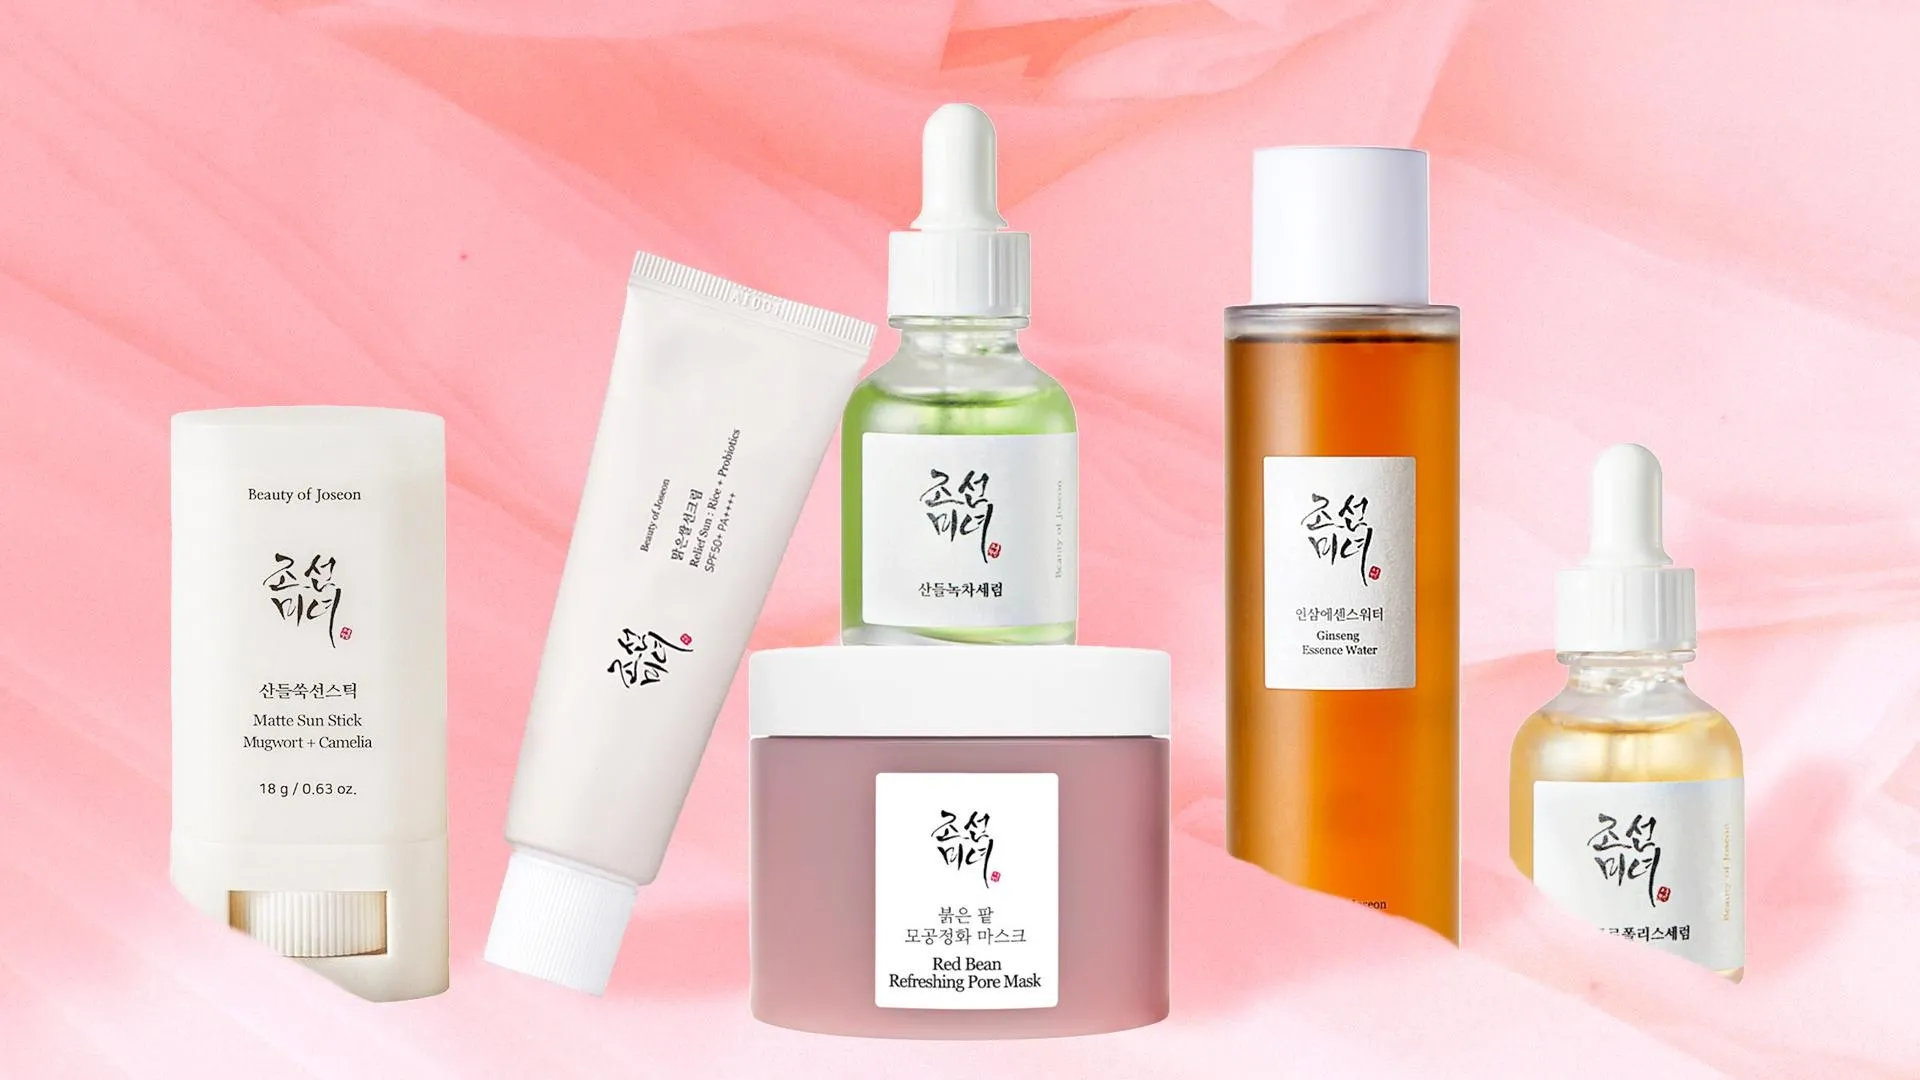 Beauty of Joseon
조선
미녀
산들쑥선스틱
Matte Sun Stick
Mugwort + Camelia
18 g / 0.63 oz.
Beauty of Joseon
맑은쌀선크림
Relief Sun : Rice + Probiotics
SPF50+ PA++++
조선
미녀
조선
미녀
산들녹차세럼
Beauty of Joseon
조선
미녀
붉은 팥
모공정화 마스크
Red Bean
Refreshing Pore Mask
조선
미녀
인삼에센스워터
Ginseng
Essence Water
조선
미녀
Beauty of Joseon